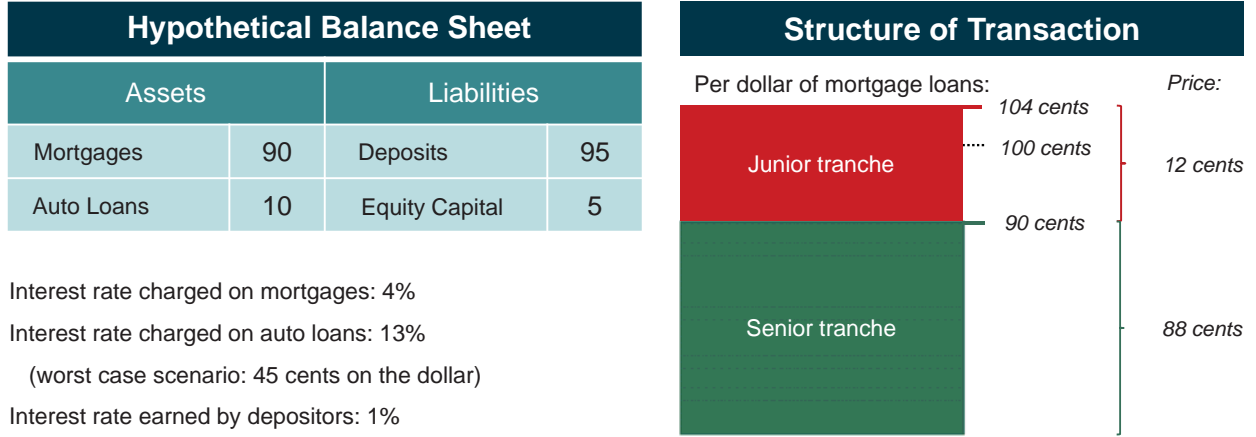 Hypothetical Balance Sheet
Assets Liabilities
Mortgages 90 Deposits 95
Auto Loans 10 Equity Capital 5
Interest rate charged on mortgages: 4%
Interest rate charged on auto loans: 13%
(worst case scenario: 45 cents on the dollar)
Interest rate earned by depositors: 1%
Structure of Transaction
Per dollar of mortgage loans: Price:
104 cents
100 cents
Junior tranche 12 cents
90 cents
Senior tranche 88 cents